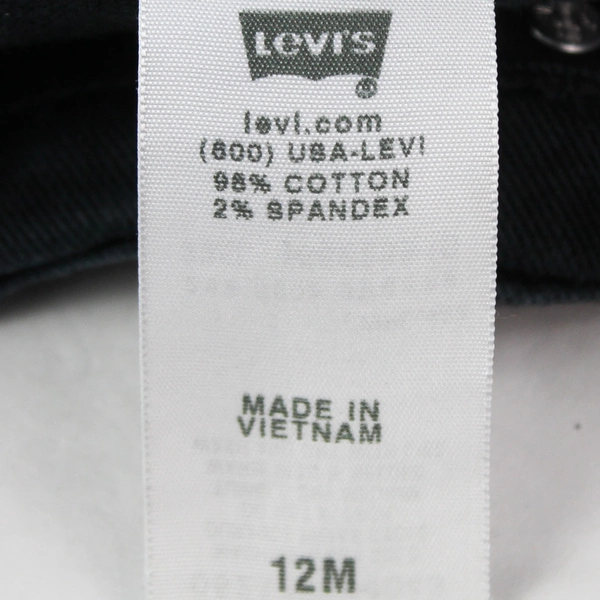 LEVI'S
®
levi.com
(800) USA-LEVI
98% COTTON
2% SPANDEX
MADE IN
VIETNAM
12M